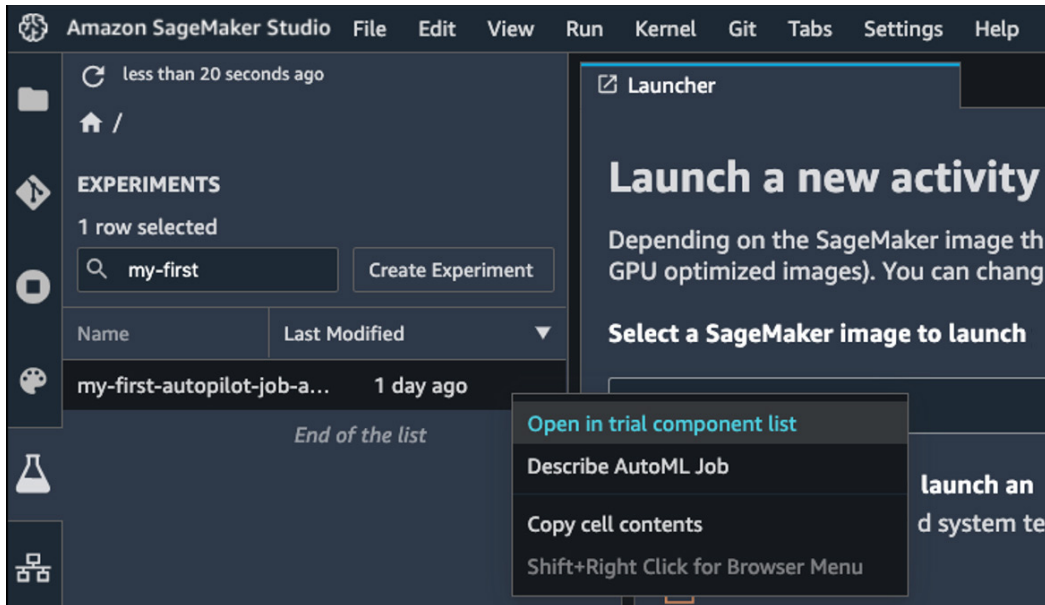 Amazon SageMaker Studio File Edit View Run Kernel Git Tabs Settings Help
less than 20 seconds ago
/
EXPERIMENTS
1 row selected
my-first
Create Experiment
Name Last Modified
my-first-autopilot-job-a... 1 day ago
End of the list
Launcher
Launch a new activity
Depending on the SageMaker image th
GPU optimized images). You can chang
Select a SageMaker image to launch
Open in trial component list
Describe AutoML Job
Copy cell contents
Shift+Right Click for Browser Menu
launch an
d system te